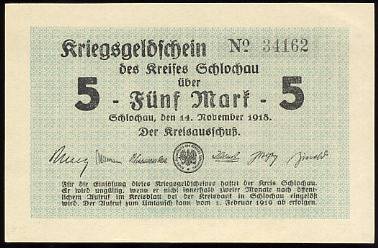 Kriegsgeldschein No 34162
des Kreises Schlochau
über
5 - Fünf Mark - 5
Schlochau, den 14. November 1918.
Der Kreisausschuß.
Für die Einlösung dieses Kriegsgeldscheines haftet der Kreis Schlochau.
Er wird ungültig, wenn er nicht innerhalb zweier Monate nach öffentlichem
Aufruf im Kreisblatt bei der Kreisbank in Schlochau eingelöst
wird. Der Aufruf zum Umtausch kann vom 1. Februar 1919 ab erfolgen.